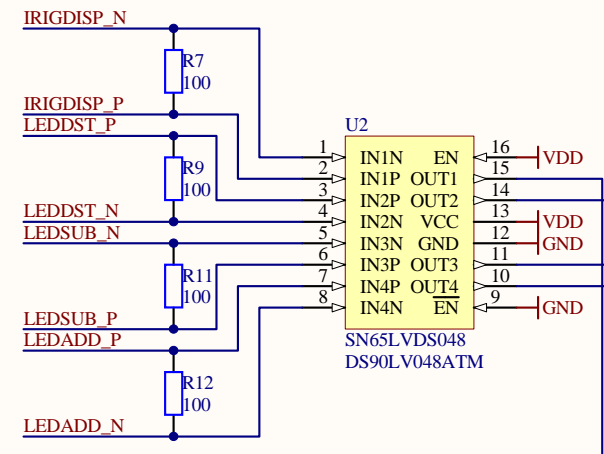 IRIGDISP_N
R7
100
IRIGDISP_P
LEDDST_P
R9
100
LEDDST_N
LEDSUB_N
R11
100
LEDSUB_P
LEDADD_P
R12
100
LEDADD_N
U2
1 IN1N EN 16 VDD
2 IN1P OUT1 15
3 IN2P OUT2 14
4 IN2N VCC 13 VDD
5 IN3N GND 12 GND
6 IN3P OUT3 11
7 IN4P OUT4 10
8 IN4N EN 9 GND
SN65LVDS048
DS90LV048ATM